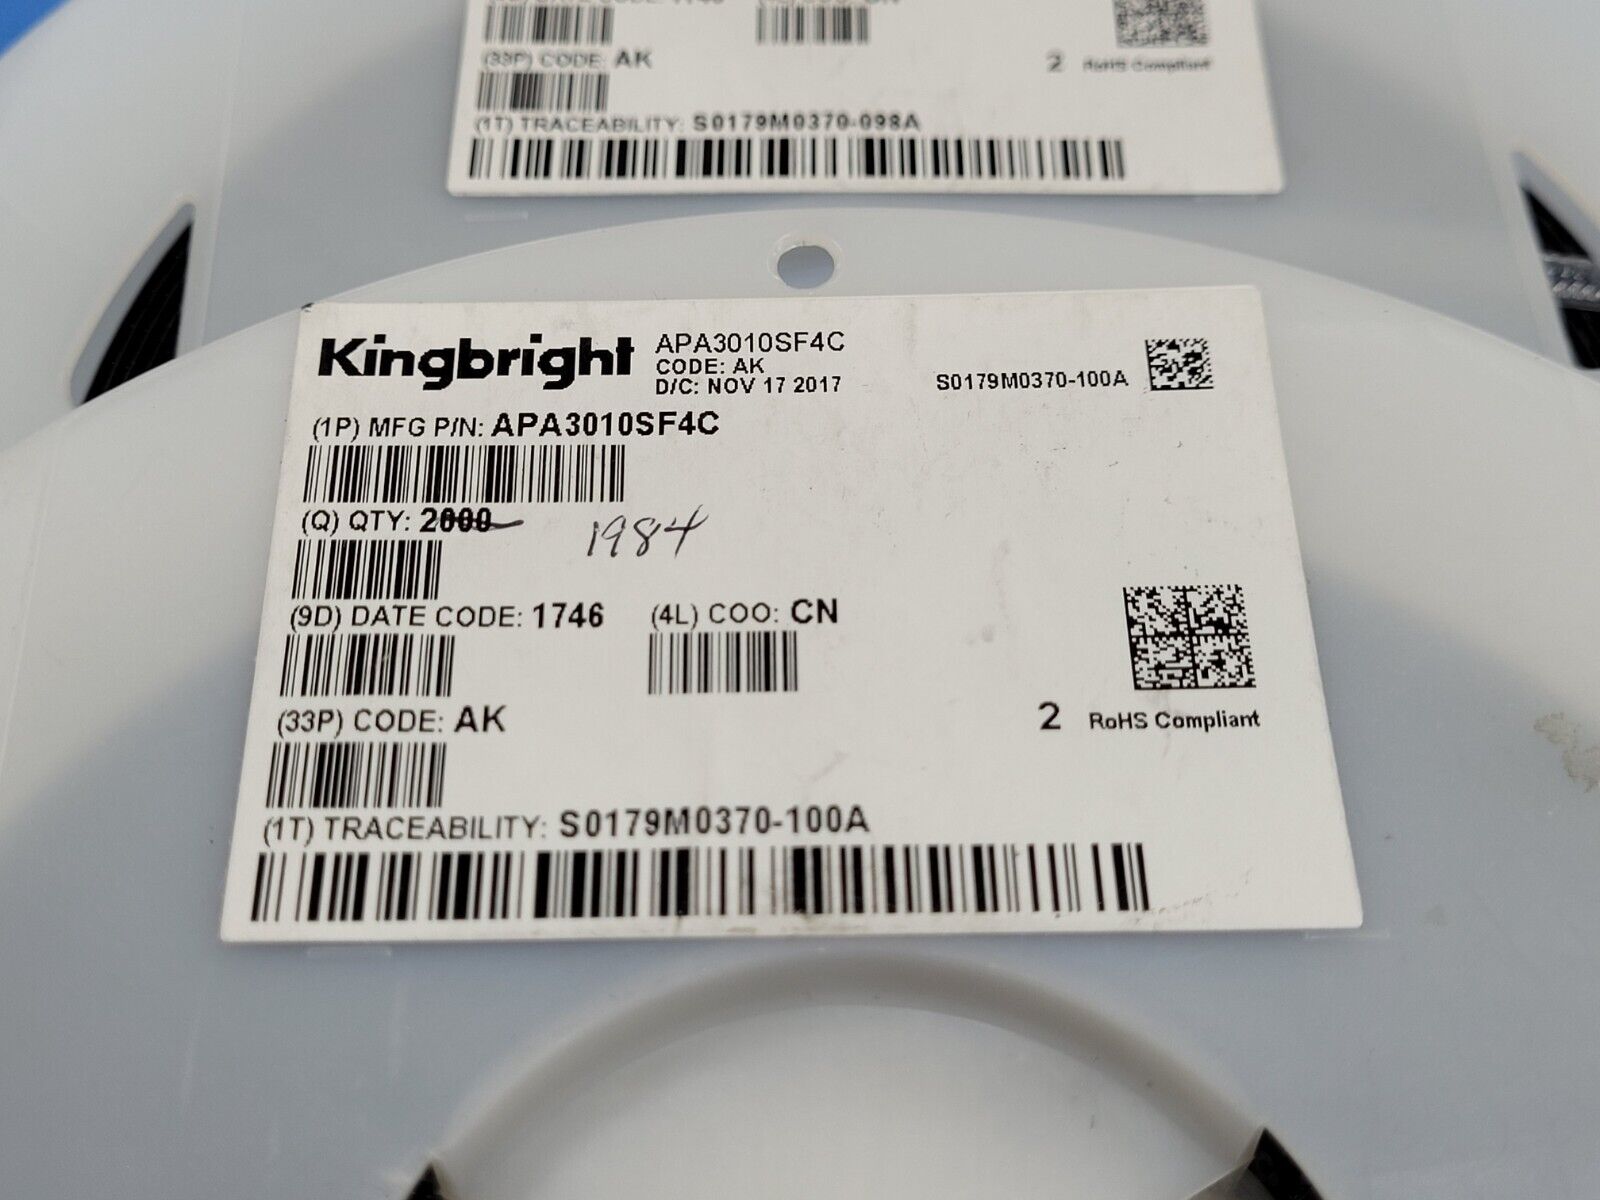 (33P) CODE: AK
2 RoHS Compliant
(1T) TRACEABILITY: S0179M0370-098A
Kingbright
APA3010SF4C
CODE: AK
D/C: NOV 17 2017
S0179M0370-100A
(1P) MFG P/N: APA3010SF4C
(Q) QTY: 2000 1984
(9D) DATE CODE: 1746 (4L) COO: CN
(33P) CODE: AK
2 RoHS Compliant
(1T) TRACEABILITY: S0179M0370-100A